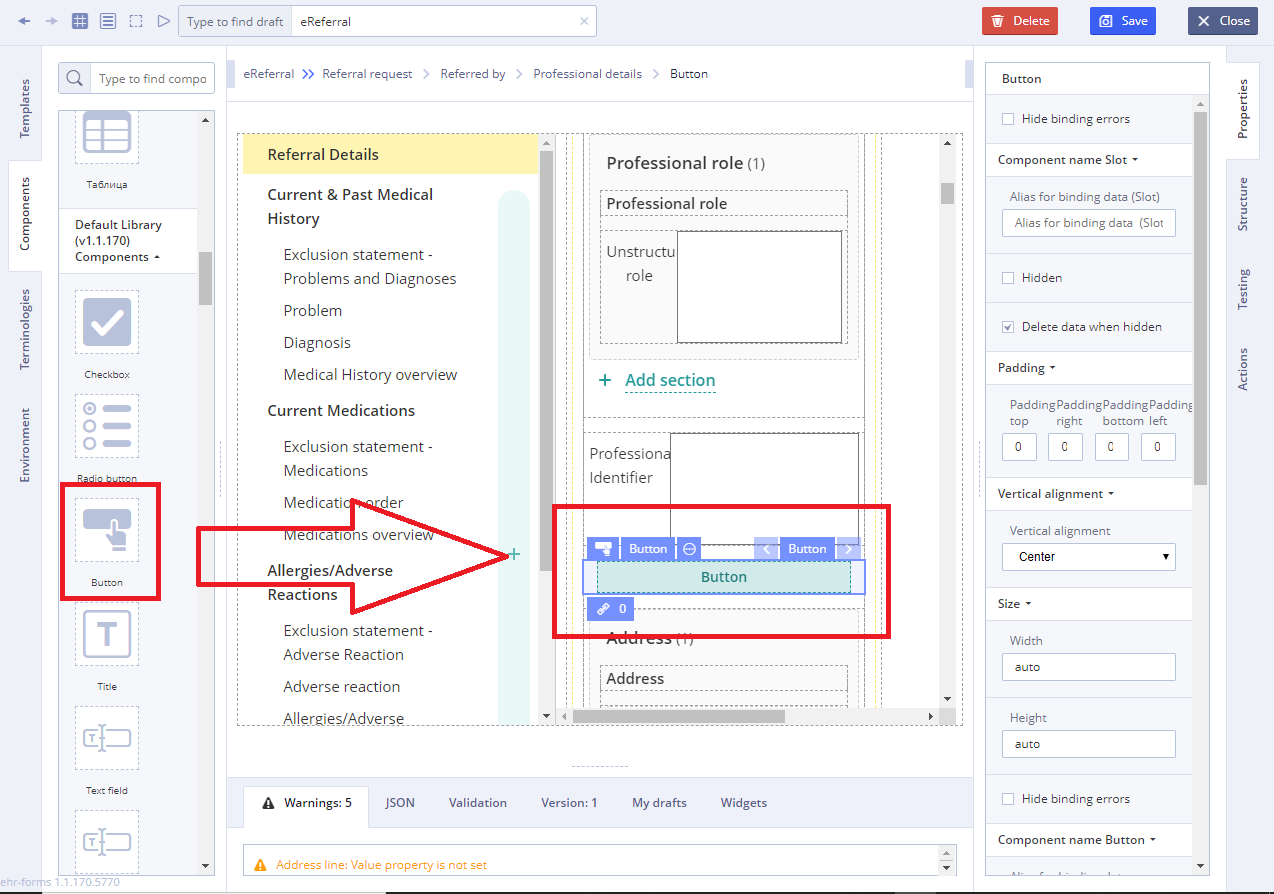 Type to find draft
eReferral
Delete
Save
Close
Templates
Components
Terminologies
Environment
Type to find compo
Таблица
Default Library
(v1.1.170)
Components
Checkbox
Radio button
Button
Title
Text field
ehr-forms 1.1.170.5770
eReferral
Referral request
Referred by
Professional details
Button
Referral Details
Current & Past Medical
History
Exclusion statement -
Problems and Diagnoses
Problem
Diagnosis
Medical History overview
Current Medications
Exclusion statement -
Medications
Medication order
Medications overview
Allergies/Adverse
Reactions
Exclusion statement -
Adverse Reaction
Adverse reaction
Allergies/Adverse
Professional role (1)
Professional role
Unstructu
role
+ Add section
Professiona
Identifier
Button
Button
Button
0
Address (1)
Address
Warnings: 5
JSON
Validation
Version: 1
My drafts
Widgets
Address line: Value property is not set
Button
Hide binding errors
Component name Slot
Alias for binding data (Slot)
Alias for binding data (Slot
Hidden
Delete data when hidden
Padding
Padding top
Padding right
Padding bottom
Padding left
0
0
0
0
Vertical alignment
Vertical alignment
Center
Size
Width
auto
Height
auto
Hide binding errors
Component name Button
Properties
Structure
Testing
Actions